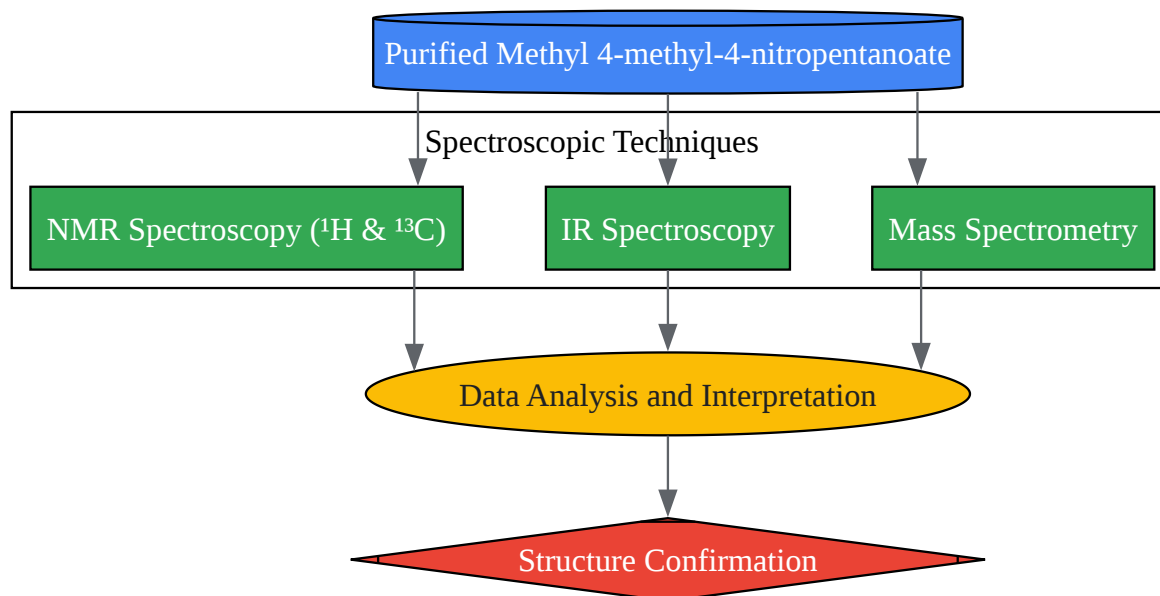 Purified Methyl 4-methyl-4-nitropentanoate
Spectroscopic Techniques
NMR Spectroscopy (¹H & ¹³C)
IR Spectroscopy
Mass Spectrometry
Data Analysis and Interpretation
Structure Confirmation